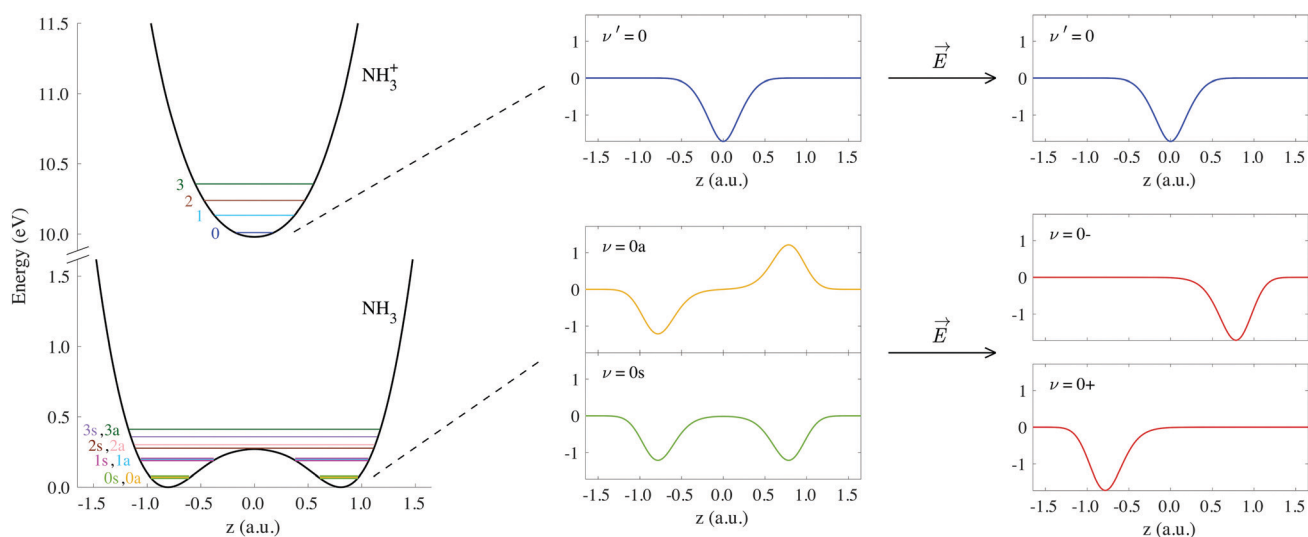 11.5
11.0
10.5
10.0
1.5
1.0
0.5
0.0
Energy (eV)
NH₃⁺
3
2
1
0
NH₃
3s,3a
2s,2a
1s,1a
0s,0a
-1.5 -1.0 -0.5 0.0 0.5 1.0 1.5
z (a.u.)
ν′ = 0
1
0
-1
-1.5 -1.0 -0.5 0.0 0.5 1.0 1.5
z (a.u.)
E⃗
ν′ = 0
1
0
-1
-1.5 -1.0 -0.5 0.0 0.5 1.0 1.5
z (a.u.)
ν = 0a
1
0
-1
ν = 0s
1
0
-1
-1.5 -1.0 -0.5 0.0 0.5 1.0 1.5
z (a.u.)
E⃗
ν = 0-
1
0
-1
ν = 0+
1
0
-1
-1.5 -1.0 -0.5 0.0 0.5 1.0 1.5
z (a.u.)